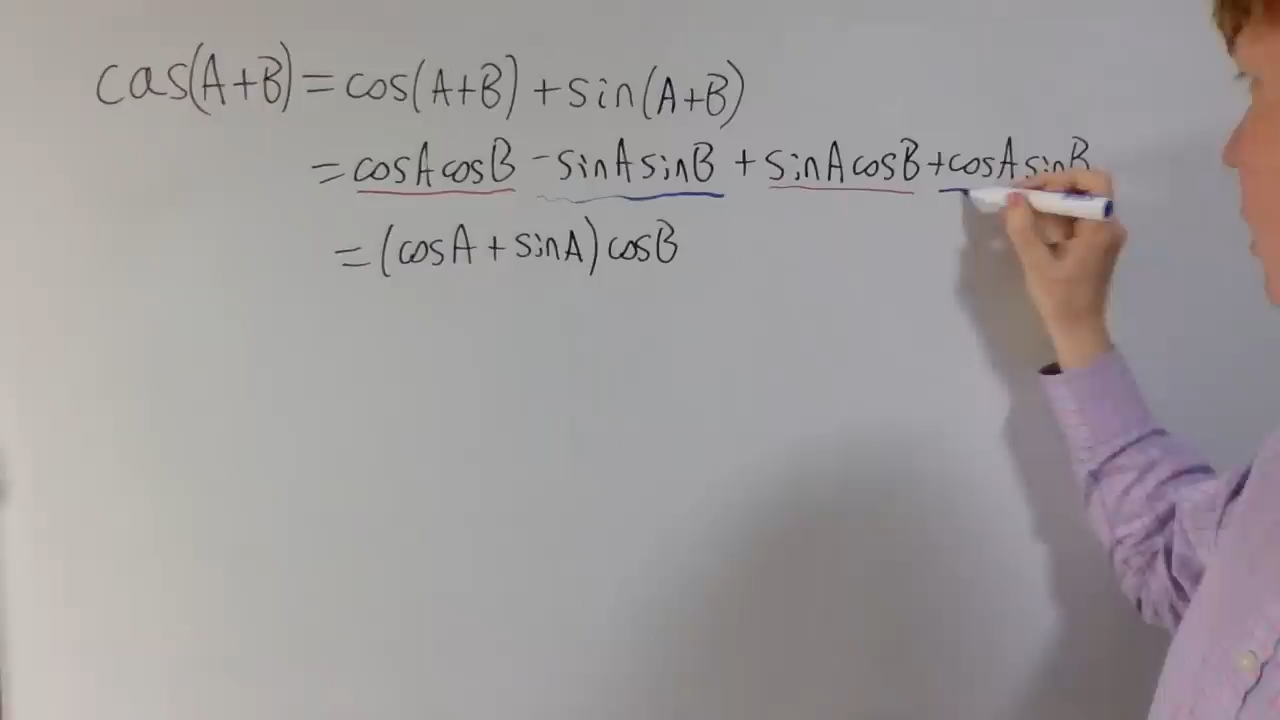 cas(A+B) = cos(A+B) + sin(A+B)
= cosAcosB - sinAsinB + sinAcosB + cosAsinB
= (cosA + sinA) cosB